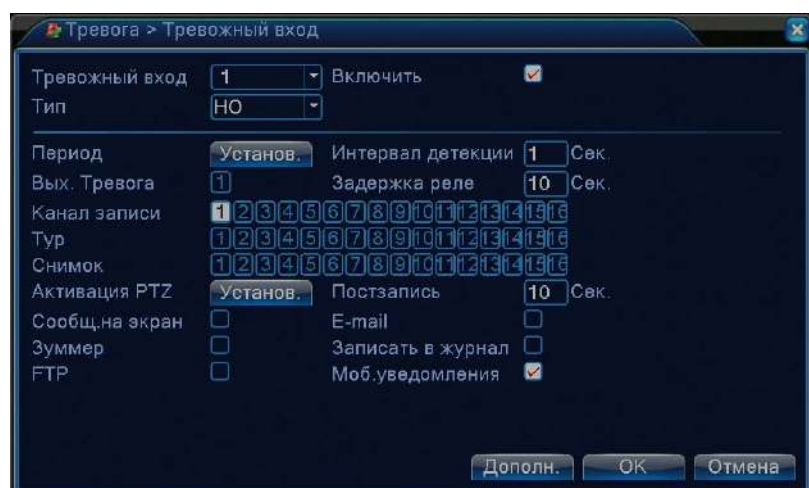 Тревога > Тревожный вход
Тревожный вход 1 Включить
Тип НО
Период Установ. Интервал детекции 1 Сек.
Вых. Тревога 1 Задержка реле 10 Сек.
Канал записи 1 2 3 4 5 6 7 8 9 10 11 12 13 14 15 16
Тур 1 2 3 4 5 6 7 8 9 10 11 12 13 14 15 16
Снимок 1 2 3 4 5 6 7 8 9 10 11 12 13 14 15 16
Активация PTZ Установ. Постзапись 10 Сек.
Сообщ.на экран E-mail
Зуммер Записать в журнал
FTP Моб.уведомления
Дополн. OK Отмена